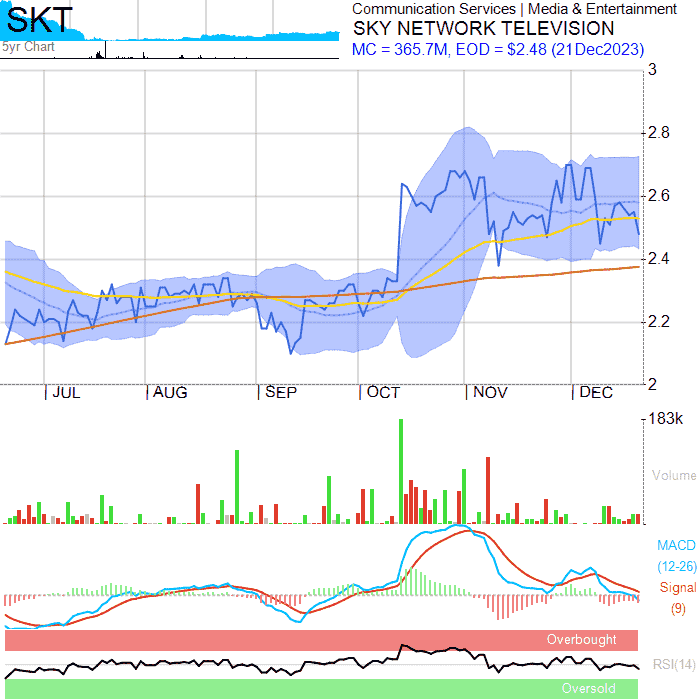 SKT
5yr Chart
Communication Services | Media & Entertainment
SKY NETWORK TELEVISION
MC = 365.7M, EOD = $2.48 (21Dec2023)
3
2.8
2.6
2.4
2.2
2
JUL AUG SEP OCT NOV DEC
183k
Volume
MACD
(12-26)
Signal
(9)
Overbought
RSI(14)
Oversold